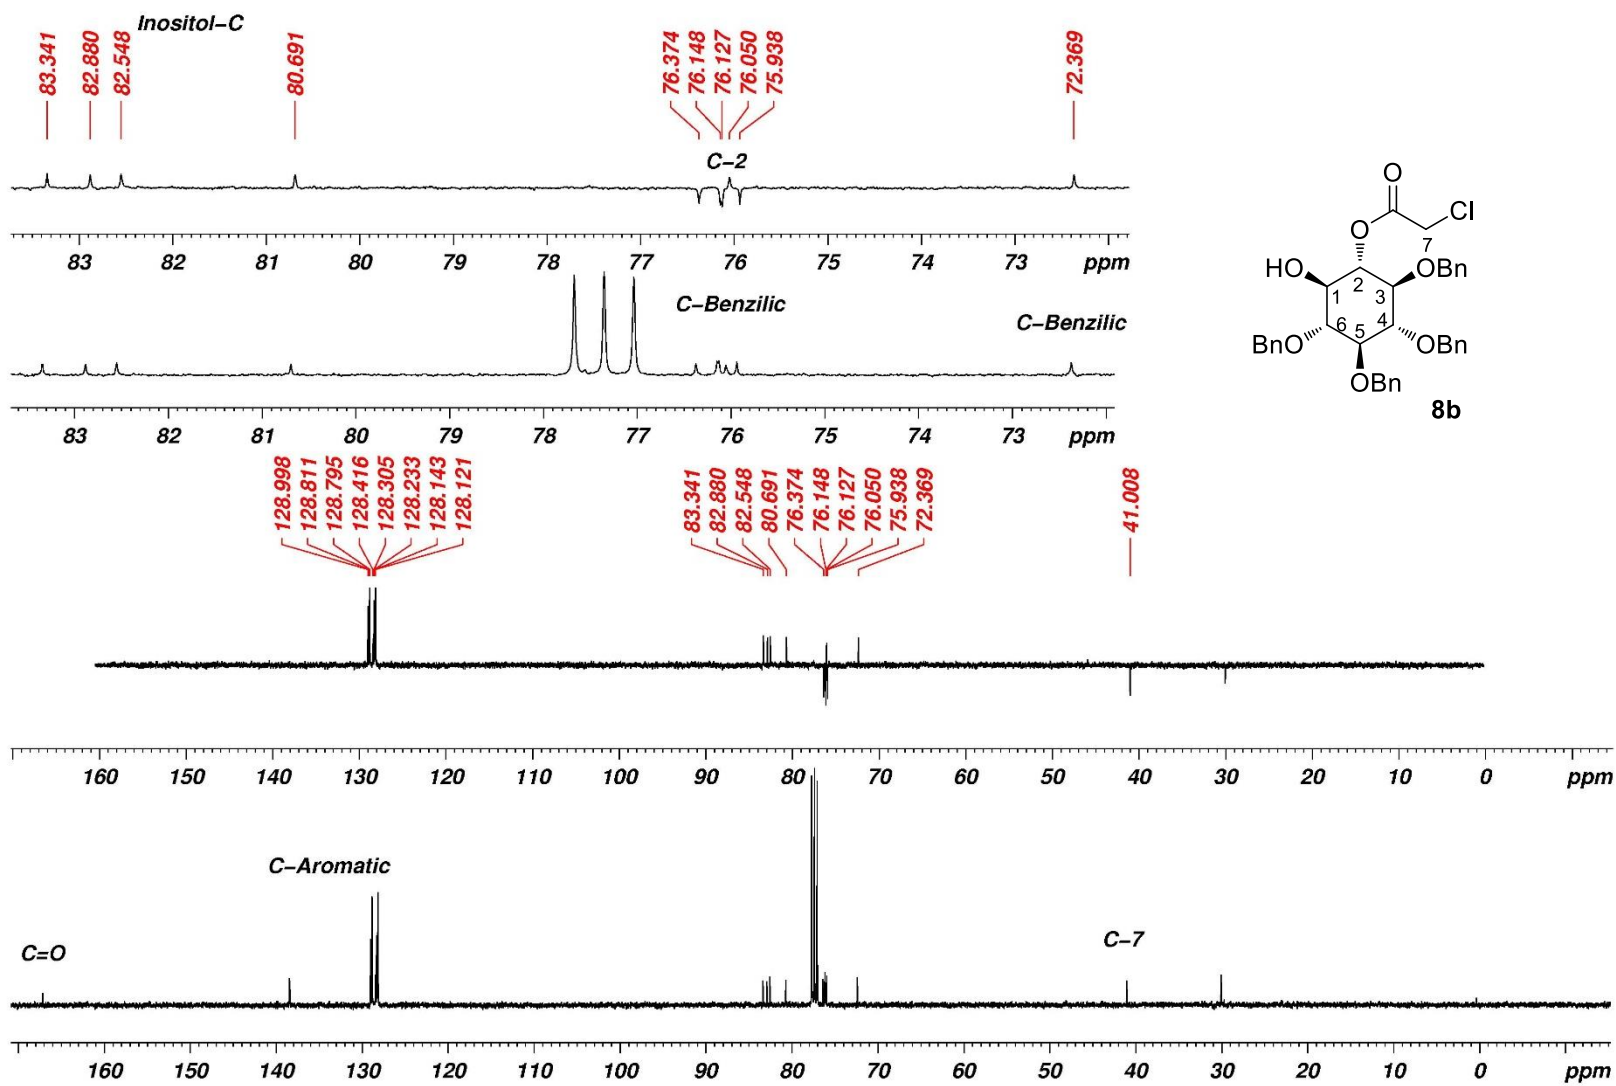 Inositol–C
83.341
82.880
82.548
80.691
76.374
76.148
76.127
76.050
75.938
72.369
C–2
83 82 81 80 79 78 77 76 75 74 73 ppm
C–Benzilic
C–Benzilic
83 82 81 80 79 78 77 76 75 74 73 ppm
O
O
Cl
7
HO
OBn
1
2
3
4
5
6
BnO
OBn
OBn
8b
128.998
128.811
128.795
128.416
128.305
128.233
128.143
128.121
83.341
82.880
82.548
80.691
76.374
76.148
76.127
76.050
75.938
72.369
41.008
160 150 140 130 120 110 100 90 80 70 60 50 40 30 20 10 0 ppm
C–Aromatic
C=O
C–7
160 150 140 130 120 110 100 90 80 70 60 50 40 30 20 10 0 ppm